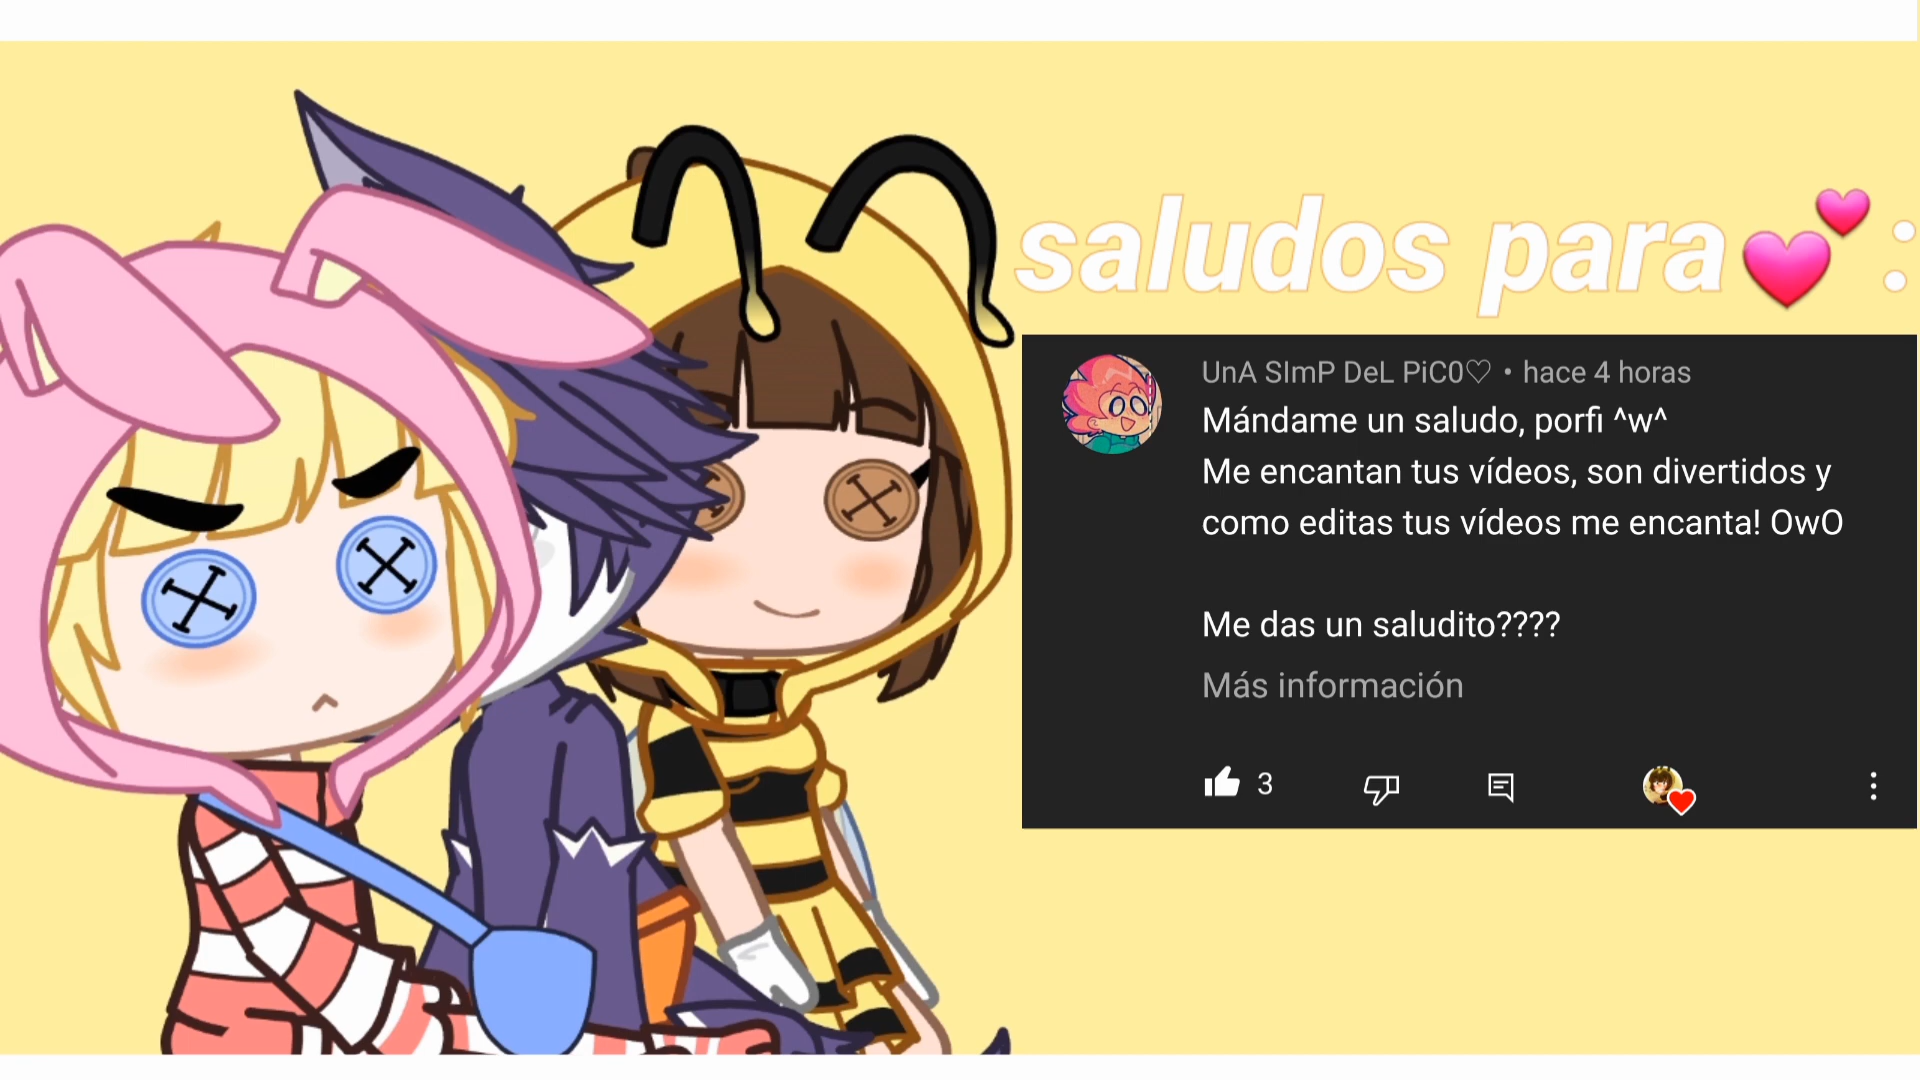 saludos para💕:
UnA SImP DeL PiC0♡ • hace 4 horas
Mándame un saludo, porfi ^w^
Me encantan tus vídeos, son divertidos y
como editas tus vídeos me encanta! OwO
Me das un saludito????
Más información
3